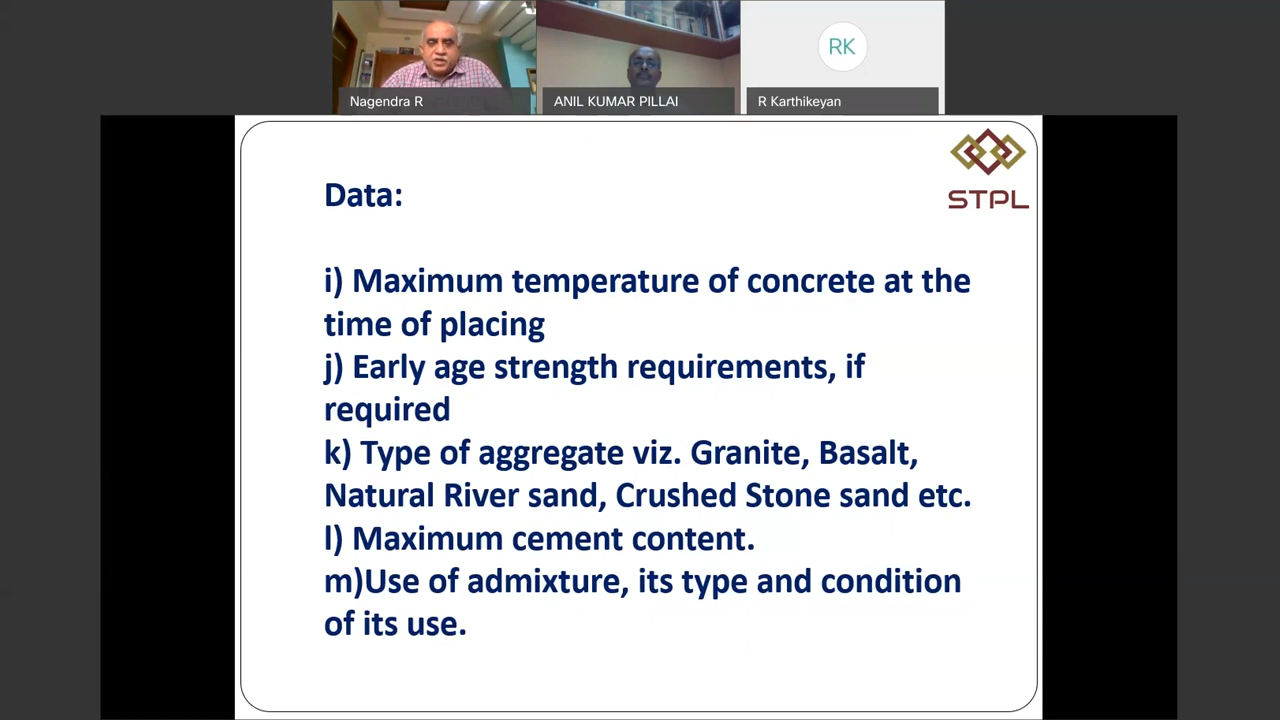 RK
Nagendra R
ANIL KUMAR PILLAI
R Karthikeyan
STPL
Data:
i) Maximum temperature of concrete at the
time of placing
j) Early age strength requirements, if
required
k) Type of aggregate viz. Granite, Basalt,
Natural River sand, Crushed Stone sand etc.
l) Maximum cement content.
m)Use of admixture, its type and condition
of its use.